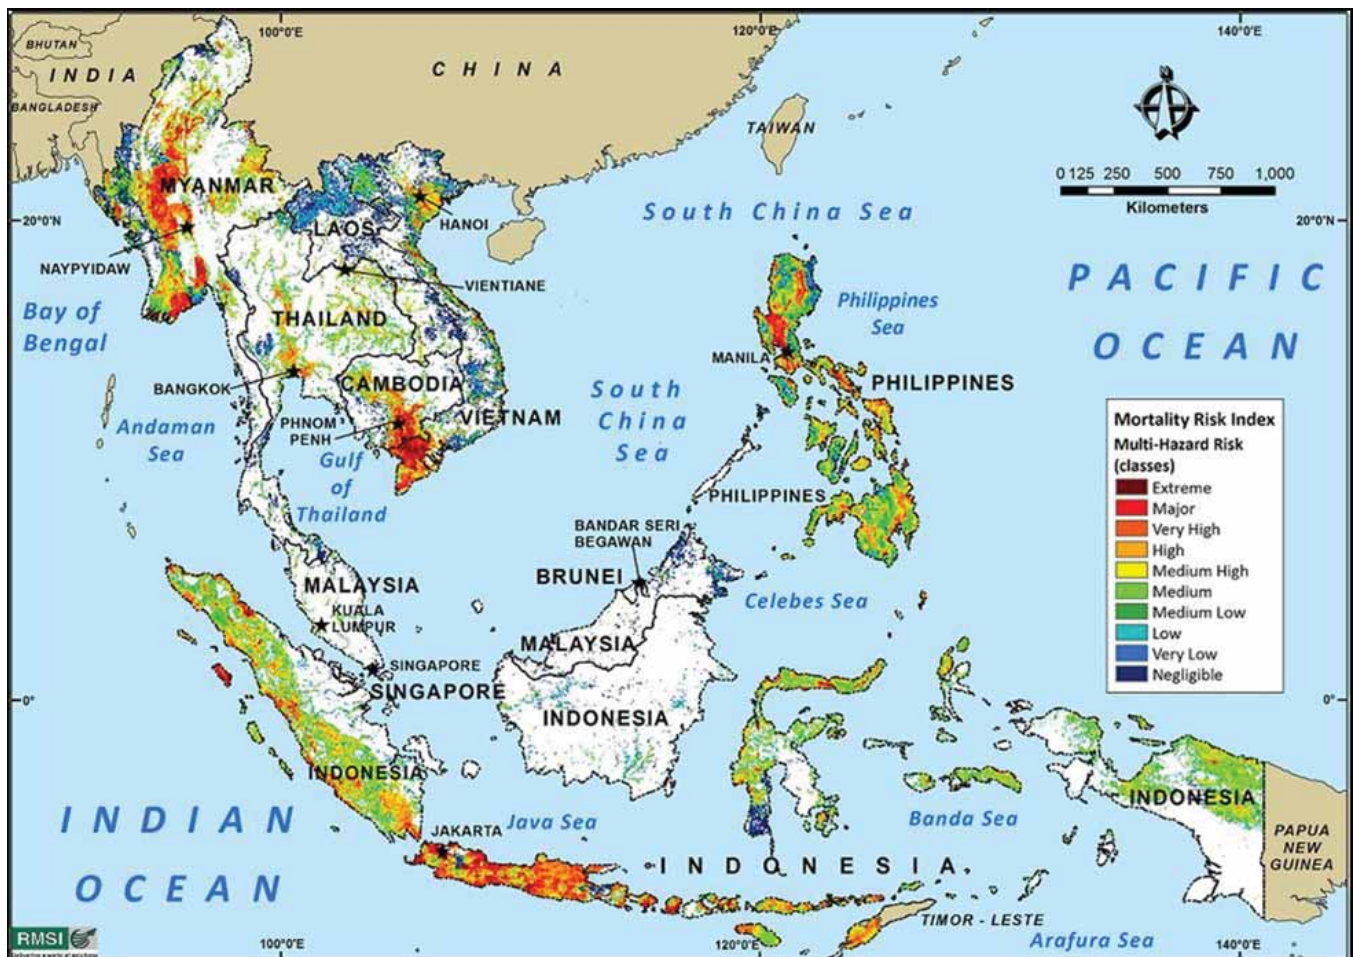 100°0'E
120°0'E
140°0'E
BHUTAN
INDIA
CHINA
BANGLADESH
TAIWAN
MYANMAR
0 125 250 500 750 1,000
Kilometers
20°0'N
20°0'N
South China Sea
HANOI
LAOS
NAYPYIDAW
VIENTIANE
PACIFIC
OCEAN
Bay of
Bengal
THAILAND
Philippines
Sea
MANILA
BANGKOK
CAMBODIA
South
China
Sea
PHILIPPINES
VIETNAM
PHNOM
PENH
Andaman
Sea
Gulf
of
Thailand
PHILIPPINES
Mortality Risk Index
Multi-Hazard Risk
(classes)
Extreme
Major
Very High
High
Medium High
Medium
Medium Low
Low
Very Low
Negligible
BANDAR SERI
BEGAWAN
BRUNEI
MALAYSIA
KUALA
LUMPUR
Celebes Sea
MALAYSIA
SINGAPORE
SINGAPORE
0°
0°
INDONESIA
INDONESIA
INDONESIA
INDIAN
OCEAN
JAKARTA
Java Sea
Banda Sea
PAPUA
NEW
GUINEA
INDONESIA
TIMOR - LESTE
Arafura Sea
RMSI
100°0'E
120°0'E
140°0'E